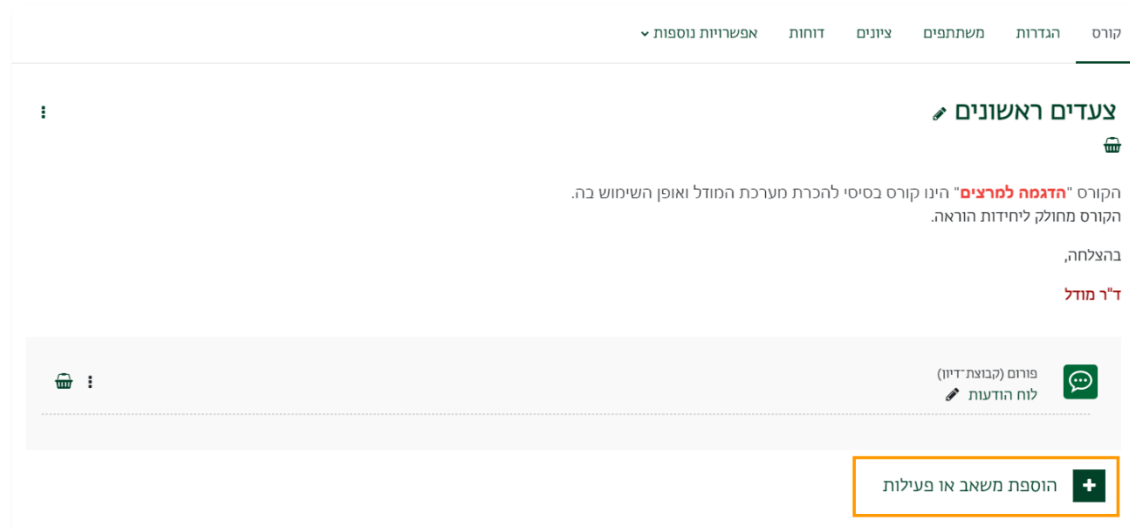 קורס הגדרות משתתפים ציונים דוחות אפשרויות נוספות
צעדים ראשונים
הקורס "הדגמה למרצים" הינו קורס בסיסי להכרת מערכת המודל ואופן השימוש בה.
הקורס מחולק ליחידות הוראה.
בהצלחה,
ד"ר מודל
פורום (קבוצת־דיון)
לוח הודעות
הוספת משאב או פעילות